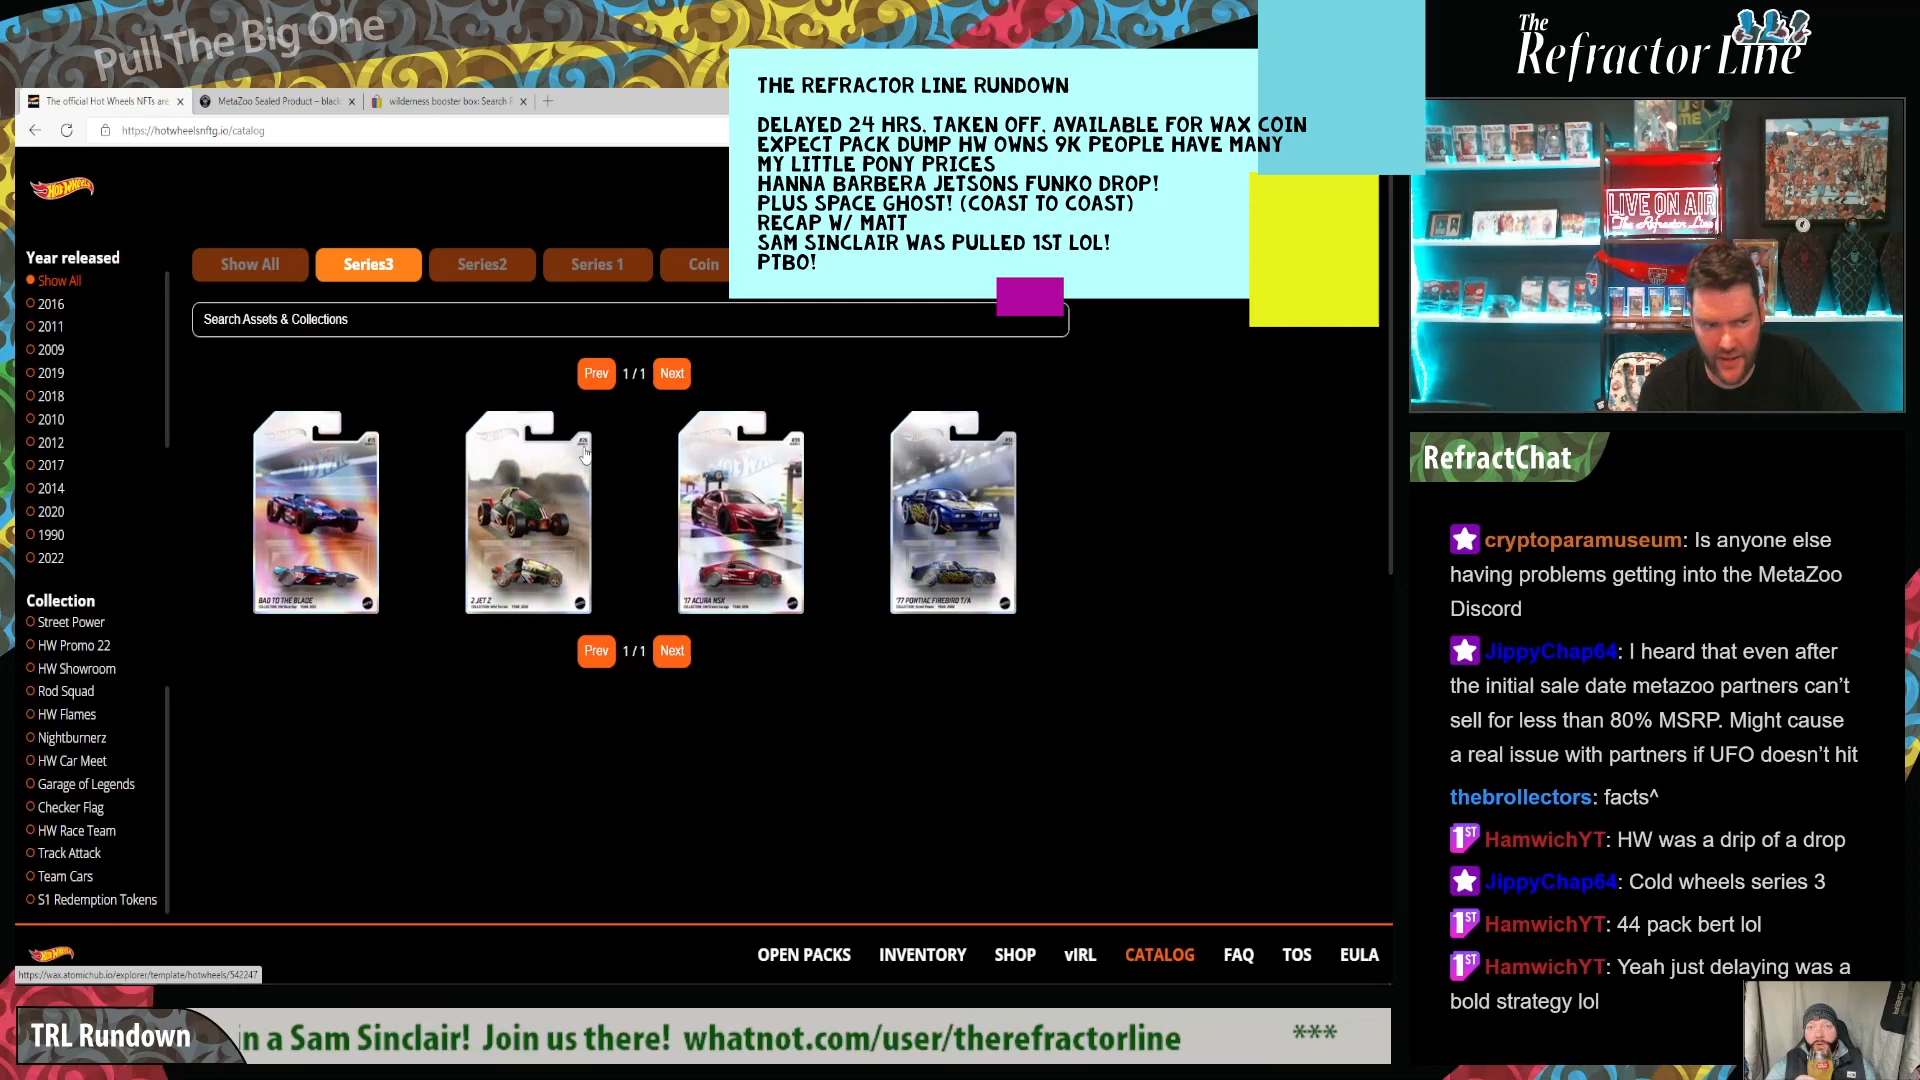 Pull The Big One
The Refractor Line
THE REFRACTOR LINE RUNDOWN
DELAYED 24 HRS, TAKEN OFF, AVAILABLE FOR WAX COIN
EXPECT PACK DUMP HW OWNS 9K PEOPLE HAVE MANY
MY LITTLE PONY PRICES
HANNA BARBERA JETSONS FUNKO DROP!
PLUS SPACE GHOST! (COAST TO COAST)
RECAP W/ MATT
SAM SINCLAIR WAS PULLED 1ST LOL!
PTBO!
The official Hot Wheels NFTs are
MetaZoo Sealed Product – black
wilderness booster box: Search
https://hotwheelsnftg.io/catalog
HOT WHEELS
Show All Series3 Series2 Series 1 Coin
Search Assets & Collections
Year released
Show All
2016
2011
2009
2019
2018
2010
2012
2017
2014
2020
1990
2022
Collection
Street Power
HW Promo 22
HW Showroom
Rod Squad
HW Flames
Nightburnerz
HW Car Meet
Garage of Legends
Checker Flag
HW Race Team
Track Attack
Team Cars
S1 Redemption Tokens
Prev 1 / 1 Next
BAD TO THE BLADE
2 JET Z
'17 ACURA NSX
'77 PONTIAC FIREBIRD T/A
Prev 1 / 1 Next
OPEN PACKS INVENTORY SHOP vIRL CATALOG FAQ TOS EULA
https://wax.atomichub.io/explorer/template/hotwheels/542247
LIVE ON AIR
The Refractor Line
RefractChat
cryptoparamuseum: Is anyone else
having problems getting into the MetaZoo
Discord
JippyChap64: I heard that even after
the initial sale date metazoo partners can't
sell for less than 80% MSRP. Might cause
a real issue with partners if UFO doesn't hit
thebrollectors: facts^
1ST HamwichYT: HW was a drip of a drop
JippyChap64: Cold wheels series 3
1ST HamwichYT: 44 pack bert lol
1ST HamwichYT: Yeah just delaying was a
bold strategy lol
TRL Rundown
n a Sam Sinclair! Join us there! whatnot.com/user/therefractorline ***